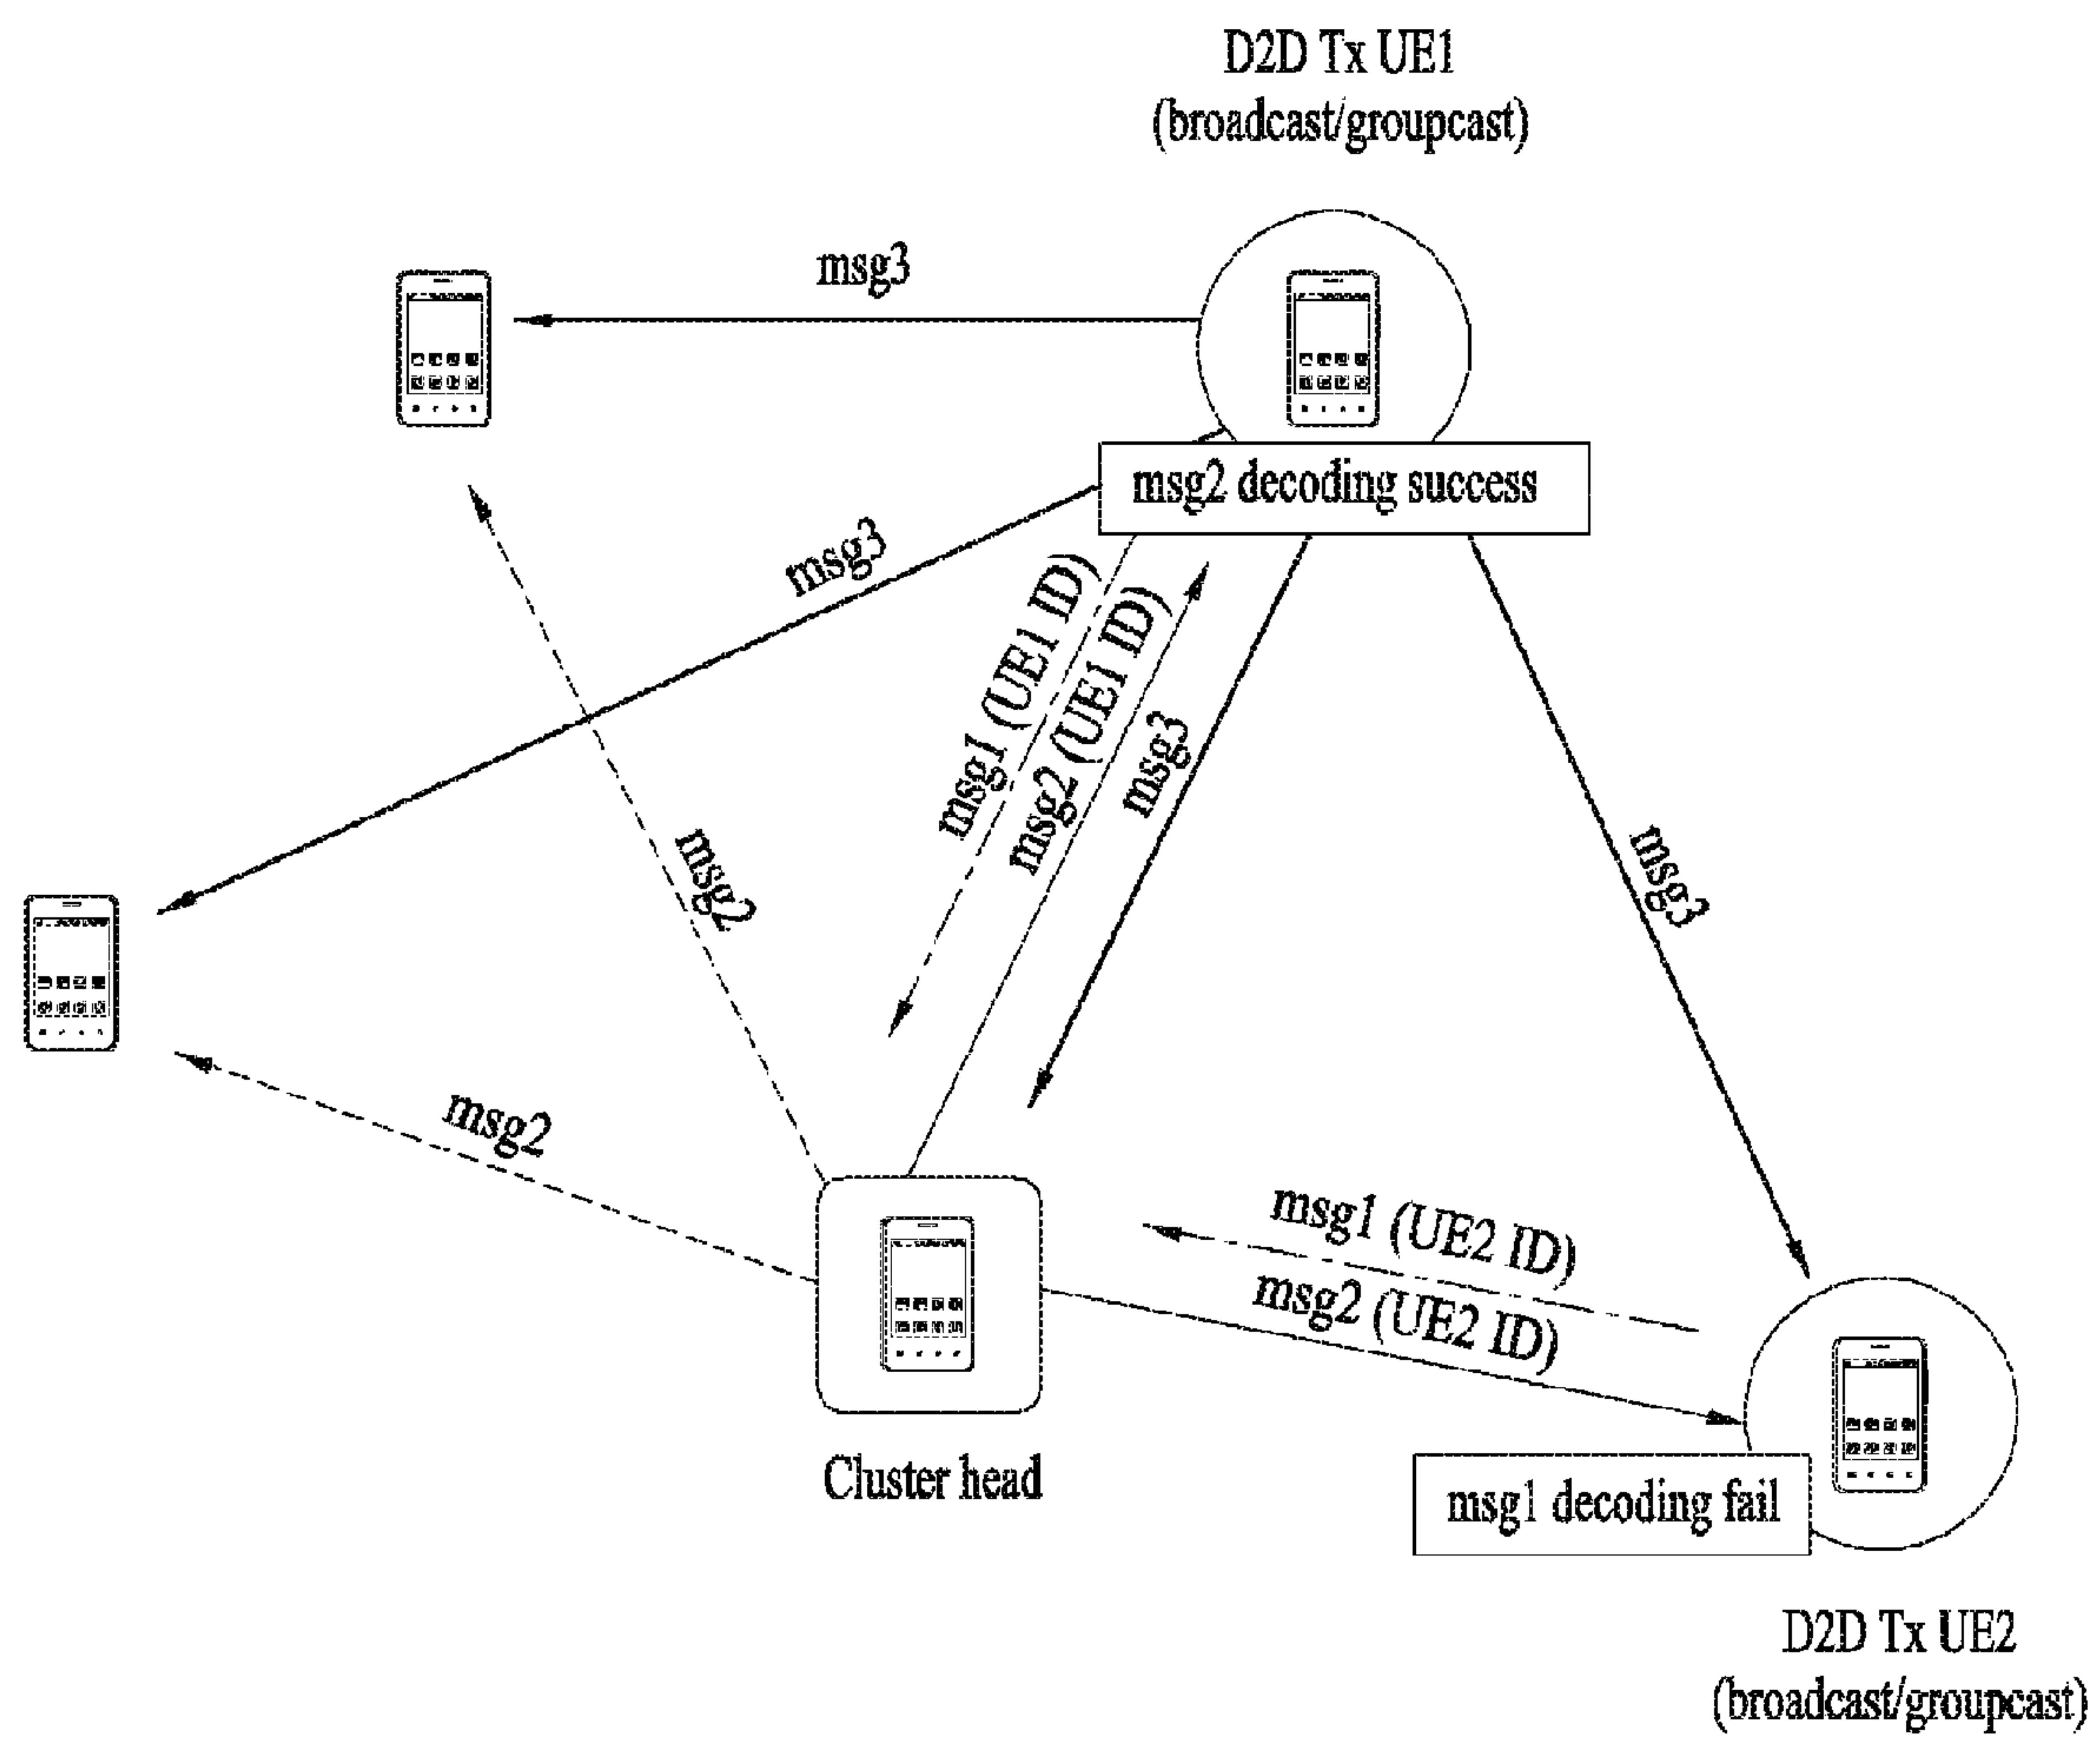 D2D Tx UE1
(broadcast/groupcast)
msg3
msg2 decoding success
msg3
msg1 (UE1 ID)
msg2 (UE1 ID)
msg3
msg3
msg2
msg2
msg1 (UE2 ID)
msg2 (UE2 ID)
Cluster head
msg1 decoding fail
D2D Tx UE2
(broadcast/groupcast)